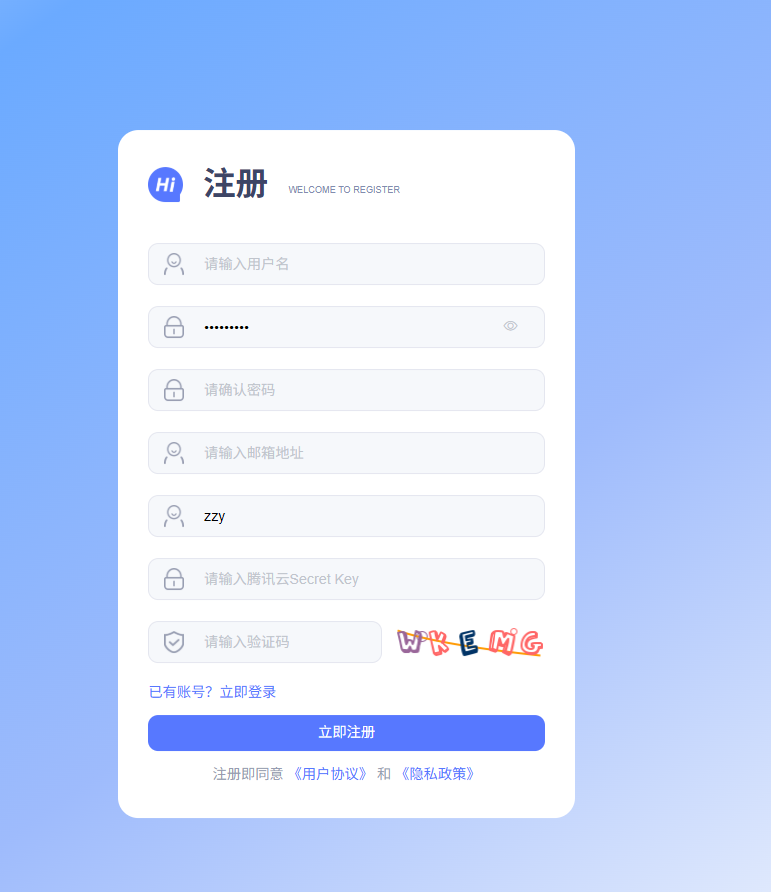 Hi 注册 WELCOME TO REGISTER
请输入用户名
•••••••••
请确认密码
请输入邮箱地址
zzy
请输入腾讯云Secret Key
请输入验证码 WKEMG
已有账号？立即登录
立即注册
注册即同意 《用户协议》 和 《隐私政策》